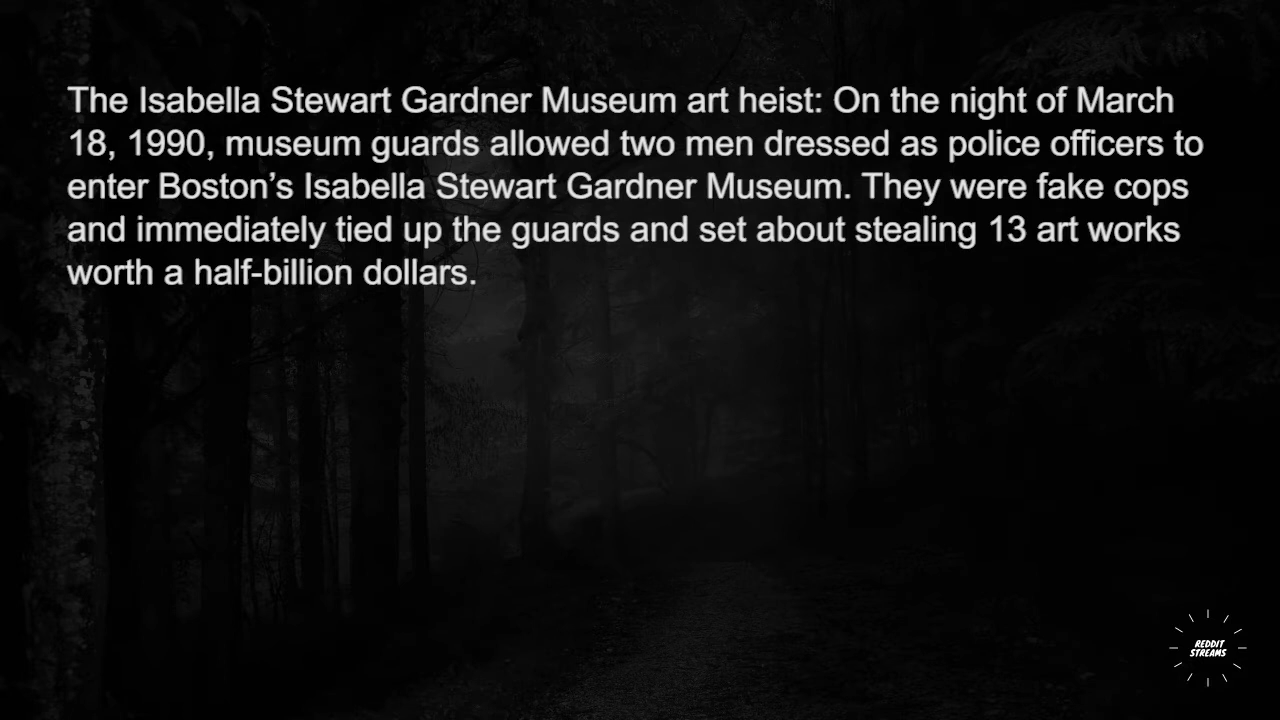 The Isabella Stewart Gardner Museum art heist: On the night of March
18, 1990, museum guards allowed two men dressed as police officers to
enter Boston’s Isabella Stewart Gardner Museum. They were fake cops
and immediately tied up the guards and set about stealing 13 art works
worth a half-billion dollars.
REDDIT
STREAMS